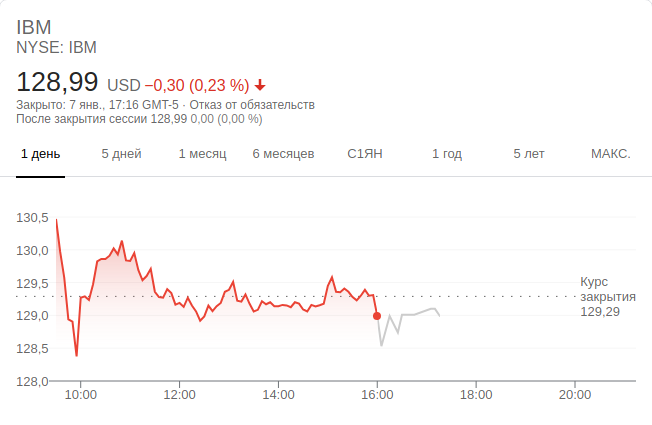 IBM
NYSE: IBM
128,99 USD −0,30 (0,23 %)
Закрыто: 7 янв., 17:16 GMT-5 · Отказ от обязательств
После закрытия сессии 128,99 0,00 (0,00 %)
1 день 5 дней 1 месяц 6 месяцев С1ЯН 1 год 5 лет МАКС.
130,5
130,0
129,5
129,0
128,5
128,0
Курс
закрытия
129,29
10:00 12:00 14:00 16:00 18:00 20:00